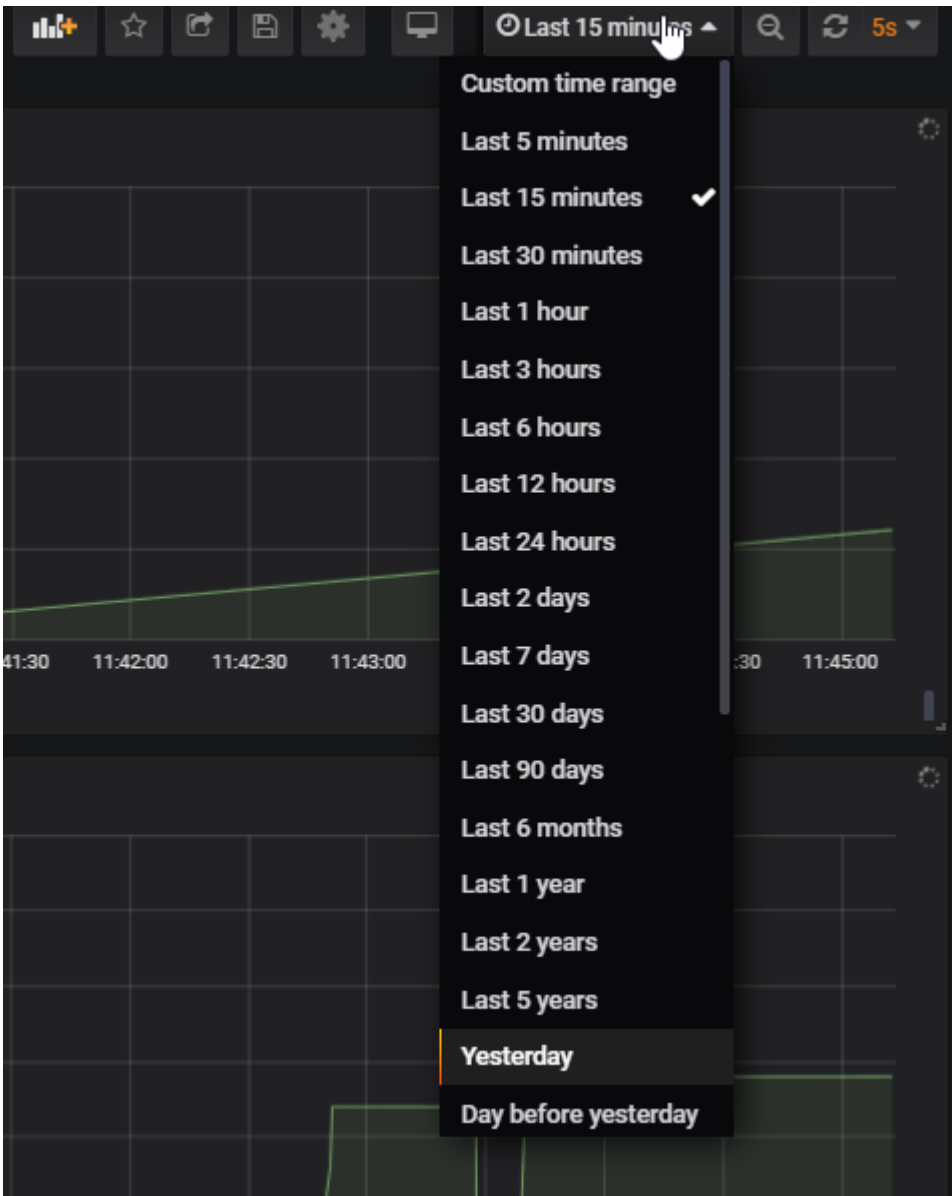 Last 15 minutes
5s
Custom time range
Last 5 minutes
Last 15 minutes
Last 30 minutes
Last 1 hour
Last 3 hours
Last 6 hours
Last 12 hours
Last 24 hours
Last 2 days
Last 7 days
Last 30 days
Last 90 days
Last 6 months
Last 1 year
Last 2 years
Last 5 years
Yesterday
Day before yesterday
41:30 11:42:00 11:42:30 11:43:00 :30 11:45:00